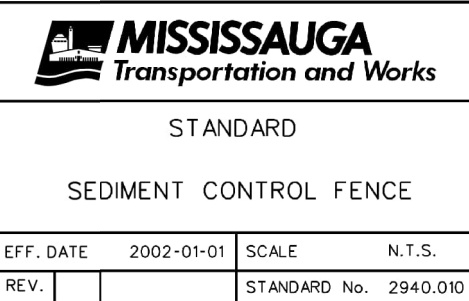 MISSISSAUGA
Transportation and Works
STANDARD
SEDIMENT CONTROL FENCE
EFF. DATE 2002-01-01 SCALE N.T.S.
REV. STANDARD No. 2940.010